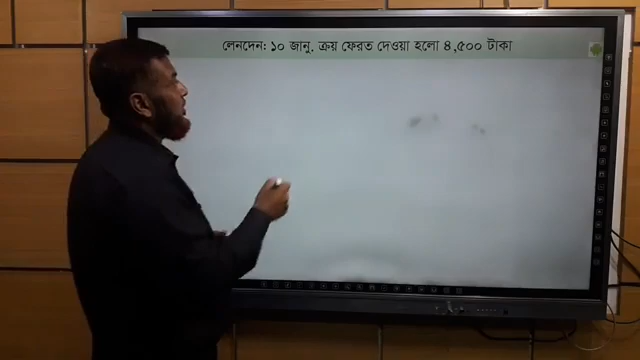 লেনদেন: ১০ জানু. ক্রয় ফেরত দেওয়া হলো ৪,৫০০ টাকা